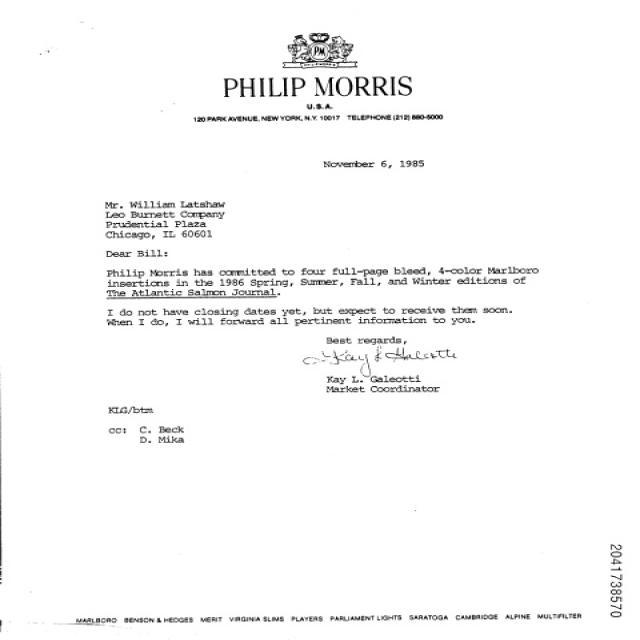 PM
PHILIP MORRIS
U.S.A.
120 PARK AVENUE, NEW YORK, N.Y. 10017 TELEPHONE (212) 880-5000
November 6, 1985
Mr. William Latshaw
Leo Burnett Company
Prudential Plaza
Chicago, IL 60601
Dear Bill:
Philip Morris has committed to four full-page bleed, 4-color Marlboro
insertions in the 1986 Spring, Summer, Fall, and Winter editions of
The Atlantic Salmon Journal.
I do not have closing dates yet, but expect to receive them soon.
When I do, I will forward all pertinent information to you.
Best regards,
Kay L Galeotti
Kay L. Galeotti
Market Coordinator
KLG/btm
cc: C. Beck
D. Mika
2041738570
MARLBORO BENSON & HEDGES MERIT VIRGINIA SLIMS PLAYERS PARLIAMENT LIGHTS SARATOGA CAMBRIDGE ALPINE MULTIFILTER